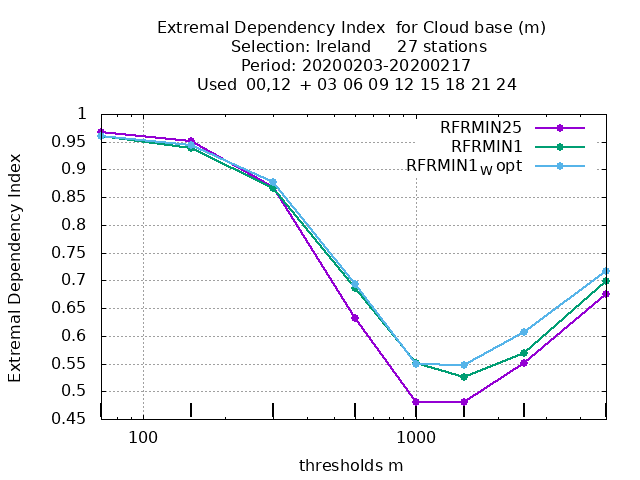 Extremal Dependency Index  for Cloud base (m)
Selection: Ireland     27 stations
Period: 20200203-20200217
Used  00,12  + 03 06 09 12 15 18 21 24
RFRMIN25
RFRMIN1
RFRMIN1W opt
Extremal Dependency Index
1
0.95
0.9
0.85
0.8
0.75
0.7
0.65
0.6
0.55
0.5
0.45
100
1000
thresholds m